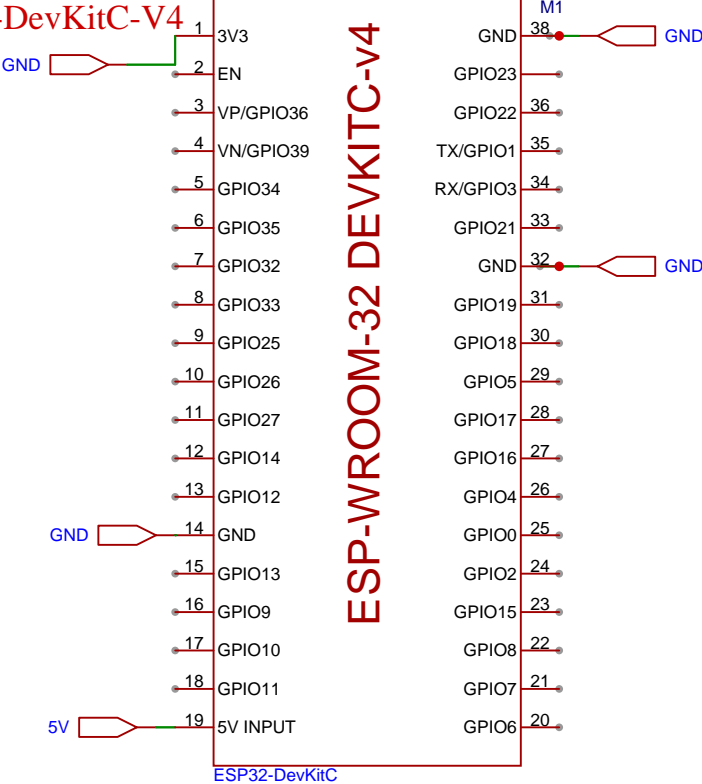 -DevKitC-V4
M1
GND 1 3V3 GND 38 GND
2 EN GPIO23
3 VP/GPIO36 GPIO22 36
4 VN/GPIO39 TX/GPIO1 35
5 GPIO34 RX/GPIO3 34
6 GPIO35 GPIO21 33
7 GPIO32 GND 32 GND
8 GPIO33 GPIO19 31
9 GPIO25 GPIO18 30
10 GPIO26 GPIO5 29
11 GPIO27 GPIO17 28
12 GPIO14 GPIO16 27
13 GPIO12 GPIO4 26
GND 14 GND GPIO0 25
15 GPIO13 GPIO2 24
16 GPIO9 GPIO15 23
17 GPIO10 GPIO8 22
18 GPIO11 GPIO7 21
5V 19 5V INPUT GPIO6 20
ESP-WROOM-32 DEVKITC-v4
ESP32-DevKitC